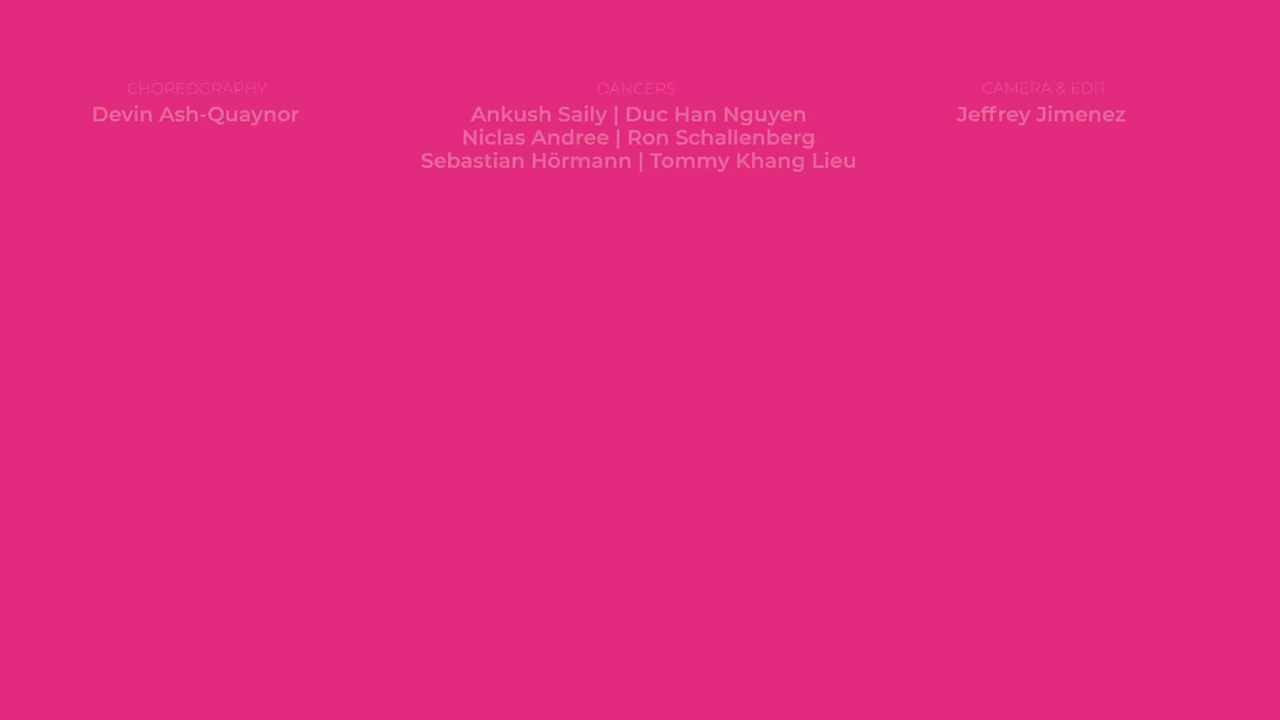 CHOREOGRAPHY
Devin Ash-Quaynor
DANCERS
Ankush Saily | Duc Han Nguyen
Niclas Andree | Ron Schallenberg
Sebastian Hörmann | Tommy Khang Lieu
CAMERA & EDIT
Jeffrey Jimenez